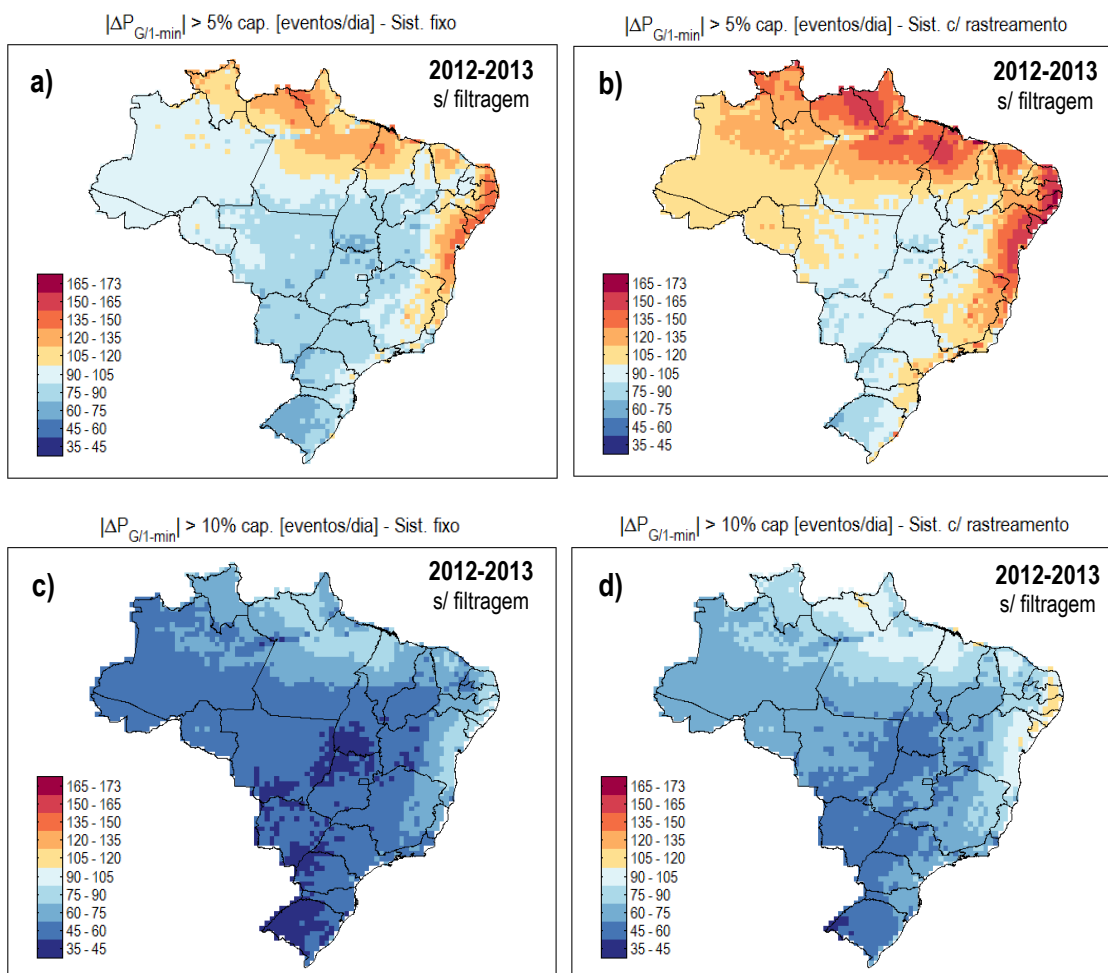 |ΔP_G/1-min| > 5% cap. [eventos/dia] - Sist. fixo
a)
2012-2013
s/ filtragem
165 - 173
150 - 165
135 - 150
120 - 135
105 - 120
90 - 105
75 - 90
60 - 75
45 - 60
35 - 45
|ΔP_G/1-min| > 5% cap. [eventos/dia] - Sist. c/ rastreamento
b)
2012-2013
s/ filtragem
165 - 173
150 - 165
135 - 150
120 - 135
105 - 120
90 - 105
75 - 90
60 - 75
45 - 60
35 - 45
|ΔP_G/1-min| > 10% cap. [eventos/dia] - Sist. fixo
c)
2012-2013
s/ filtragem
165 - 173
150 - 165
135 - 150
120 - 135
105 - 120
90 - 105
75 - 90
60 - 75
45 - 60
35 - 45
|ΔP_G/1-min| > 10% cap [eventos/dia] - Sist. c/ rastreamento
d)
2012-2013
s/ filtragem
165 - 173
150 - 165
135 - 150
120 - 135
105 - 120
90 - 105
75 - 90
60 - 75
45 - 60
35 - 45